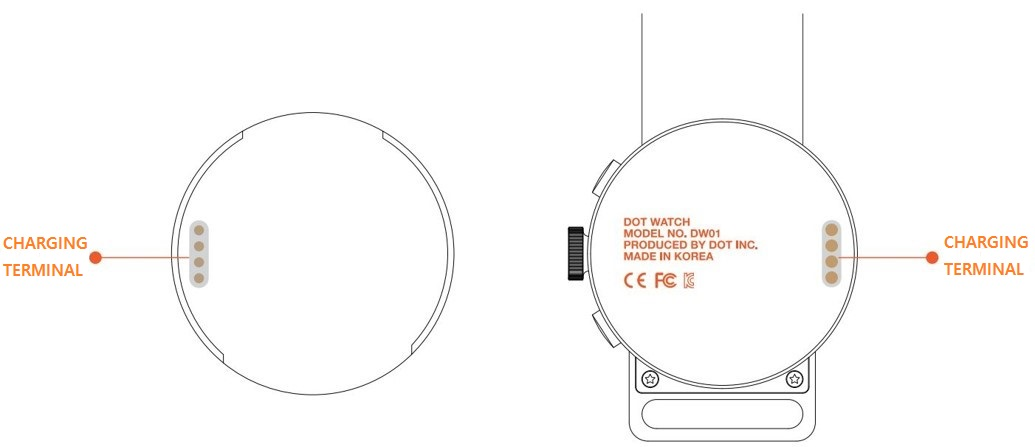 CHARGING
TERMINAL
DOT WATCH
MODEL NO. DW01
PRODUCED BY DOT INC.
MADE IN KOREA
CE FC
CHARGING
TERMINAL